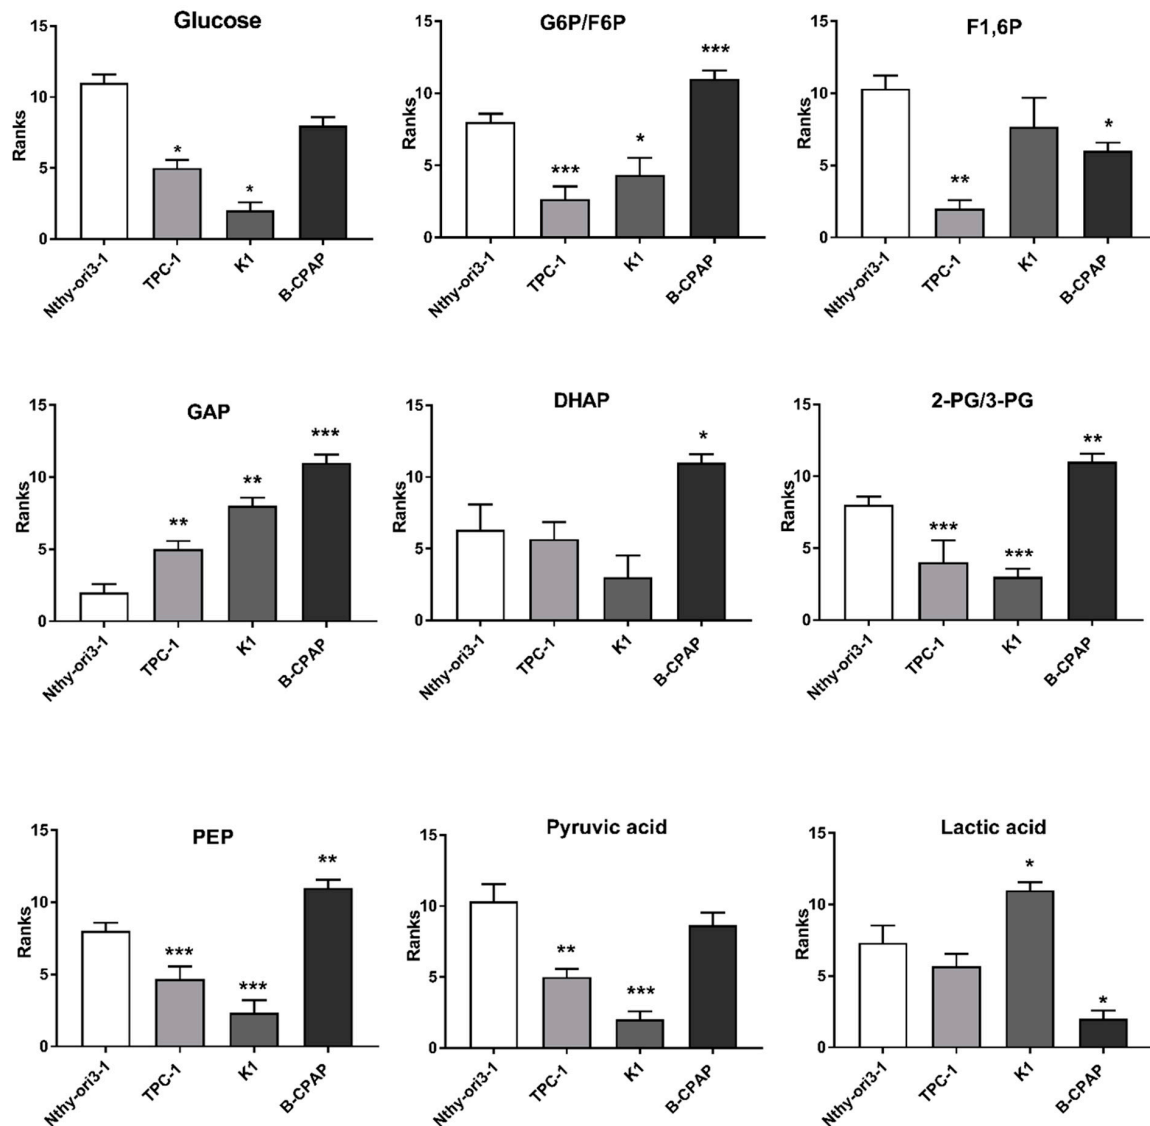 Glucose
Ranks
15
10
5
0
*
*
Nthy-ori3-1
TPC-1
K1
B-CPAP
G6P/F6P
Ranks
15
10
5
0
***
*
***
Nthy-ori3-1
TPC-1
K1
B-CPAP
F1,6P
Ranks
15
10
5
0
**
*
Nthy-ori3-1
TPC-1
K1
B-CPAP
GAP
Ranks
15
10
5
0
**
**
***
Nthy-ori3-1
TPC-1
K1
B-CPAP
DHAP
Ranks
15
10
5
0
*
Nthy-ori3-1
TPC-1
K1
B-CPAP
2-PG/3-PG
Ranks
15
10
5
0
***
***
**
Nthy-ori3-1
TPC-1
K1
B-CPAP
PEP
Ranks
15
10
5
0
***
***
**
Nthy-ori3-1
TPC-1
K1
B-CPAP
Pyruvic acid
Ranks
15
10
5
0
**
***
Nthy-ori3-1
TPC-1
K1
B-CPAP
Lactic acid
Ranks
15
10
5
0
*
*
Nthy-ori3-1
TPC-1
K1
B-CPAP